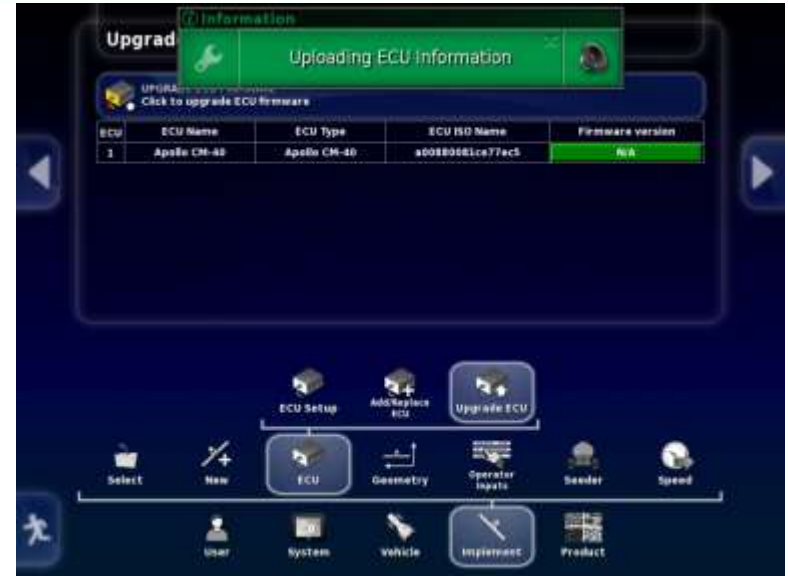 Information
Upgrad
Uploading ECU Information
Click to upgrade ECU firmware
ECU ECU Name ECU Type ECU ISO Name Firmware version
1 Apollo CM-40 Apollo CM-40 N/A
ECU Setup Add/Replace ECU Upgrade ECU
Select New ECU Geometry Operator Inputs Seeder Speed
User System Vehicle Implement Product